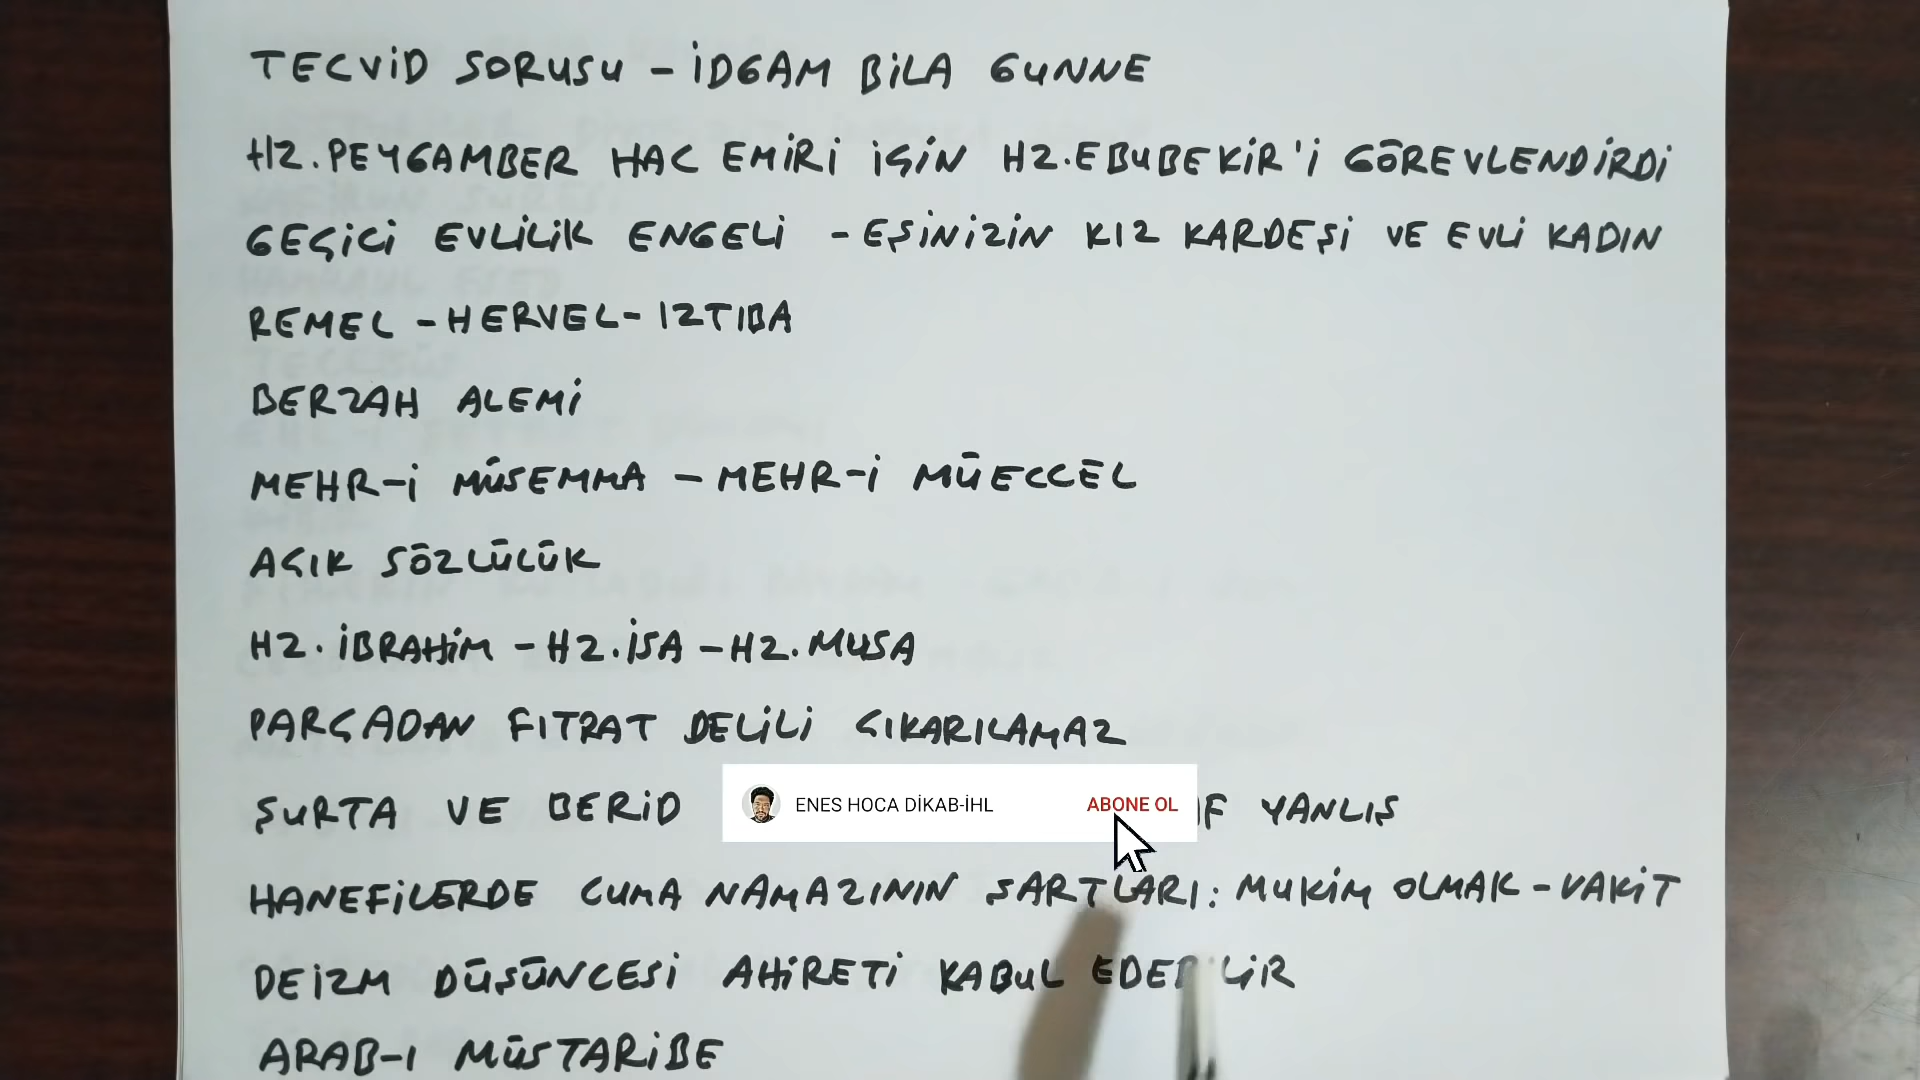 TECVİD SORUSU - İDGAM BİLA GUNNE
HZ.PEYGAMBER HAC EMİRİ İÇİN HZ.EBUBEKİR'İ GÖREVLENDİRDİ
GEÇİCİ EVLİLİK ENGELİ - EŞİNİZİN KIZ KARDEŞİ VE EVLİ KADIN
REMEL - HERVEL - IZTIBA
BERZAH ALEMİ
MEHR-İ MÜSEMMA - MEHR-İ MÜECCEL
AÇIK SÖZLÜLÜK
HZ. İBRAHİM - HZ. İSA - HZ. MUSA
PARÇADAN FITRAT DELİLİ ÇIKARILAMAZ
ŞURTA VE BERİD YANLIŞ
ENES HOCA DİKAB-İHL ABONE OL
HANEFİLERDE CUMA NAMAZININ ŞARTLARI: MUKİM OLMAK - VAKİT
DEİZM DÜŞÜNCESİ AHİRETİ KABUL EDEBİLİR
ARAB-I MÜSTARİBE